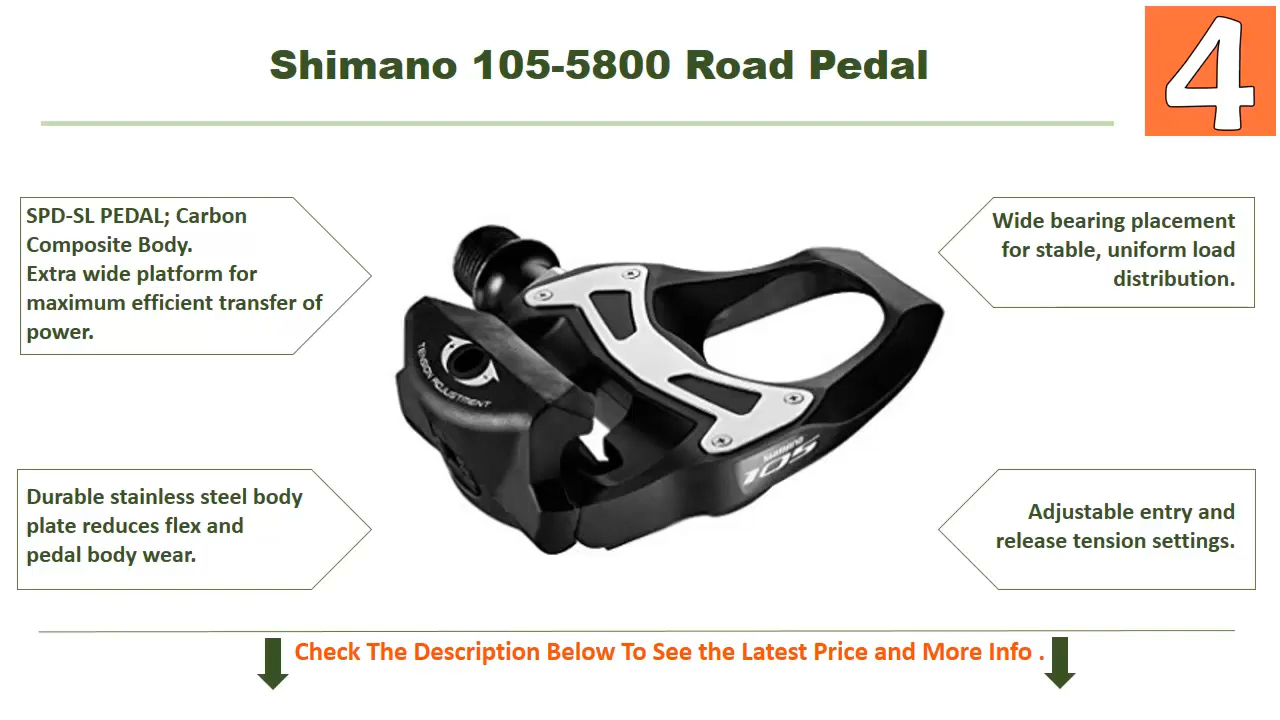 Shimano 105-5800 Road Pedal
4
SPD-SL PEDAL; Carbon
Composite Body.
Extra wide platform for
maximum efficient transfer of
power.
Wide bearing placement
for stable, uniform load
distribution.
TENSION ADJUSTMENT
SHIMANO
105
Durable stainless steel body
plate reduces flex and
pedal body wear.
Adjustable entry and
release tension settings.
Check The Description Below To See the Latest Price and More Info .